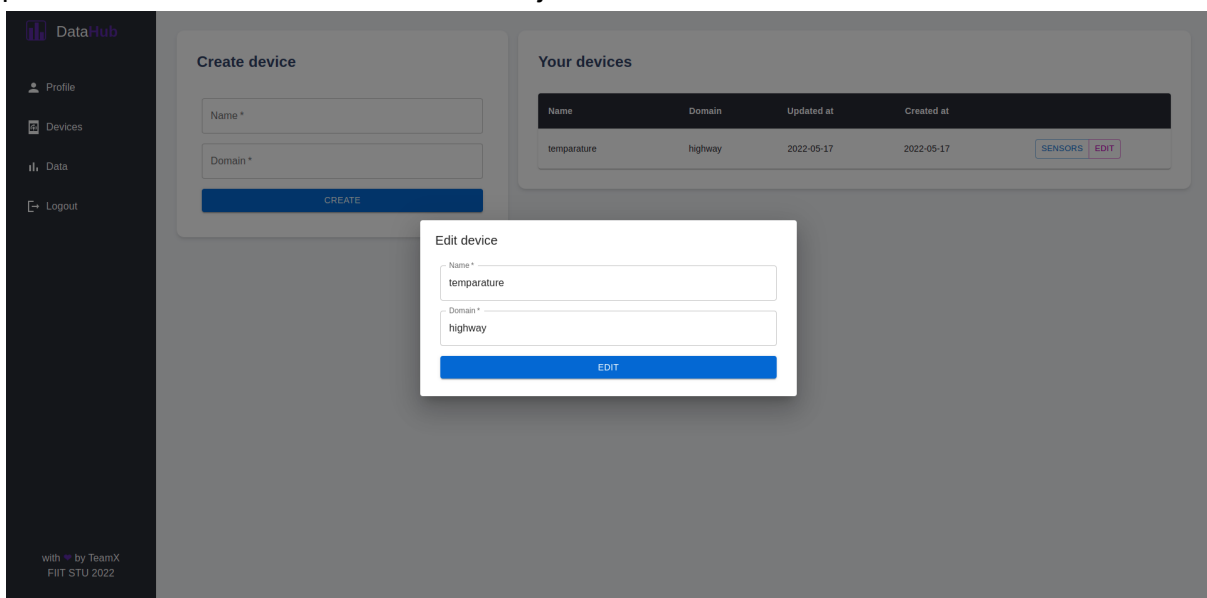 DataHub
Profile
Devices
Data
Logout
with by TeamX
FIIT STU 2022
Create device
Name *
Domain *
CREATE
Your devices
Name Domain Updated at Created at
temparature highway 2022-05-17 2022-05-17 SENSORS EDIT
Edit device
Name *
temparature
Domain *
highway
EDIT